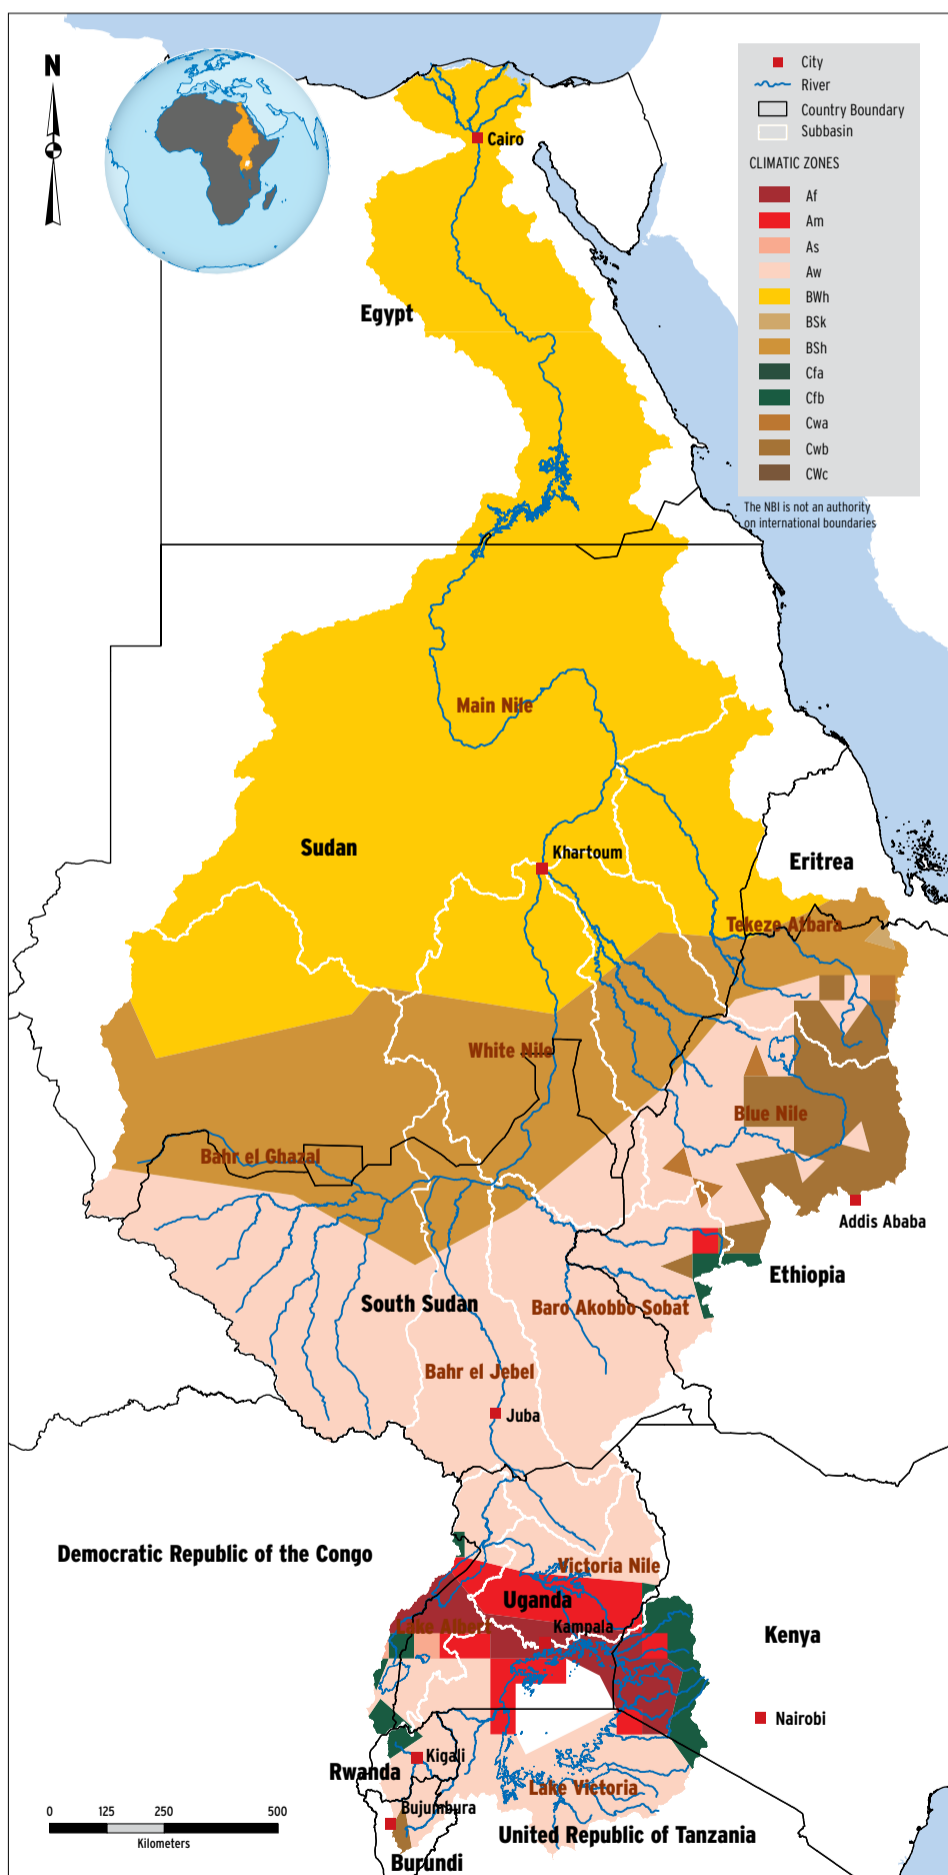 N
City
River
Country Boundary
Subbasin
CLIMATIC ZONES
Af
Am
As
Aw
BWh
BSk
BSh
Cfa
Cfb
Cwa
Cwb
CWc
The NBI is not an authority
on international boundaries
Cairo
Egypt
Main Nile
Sudan
Khartoum
Eritrea
Tekeze Atbara
White Nile
Blue Nile
Bahr el Ghazal
Addis Ababa
Ethiopia
South Sudan
Baro Akobbo Sobat
Bahr el Jebel
Juba
Democratic Republic of the Congo
Victoria Nile
Uganda
Lake Albert
Kampala
Kenya
Nairobi
Kigali
Rwanda
Lake Victoria
Bujumbura
United Republic of Tanzania
Burundi
0 125 250 500
Kilometers